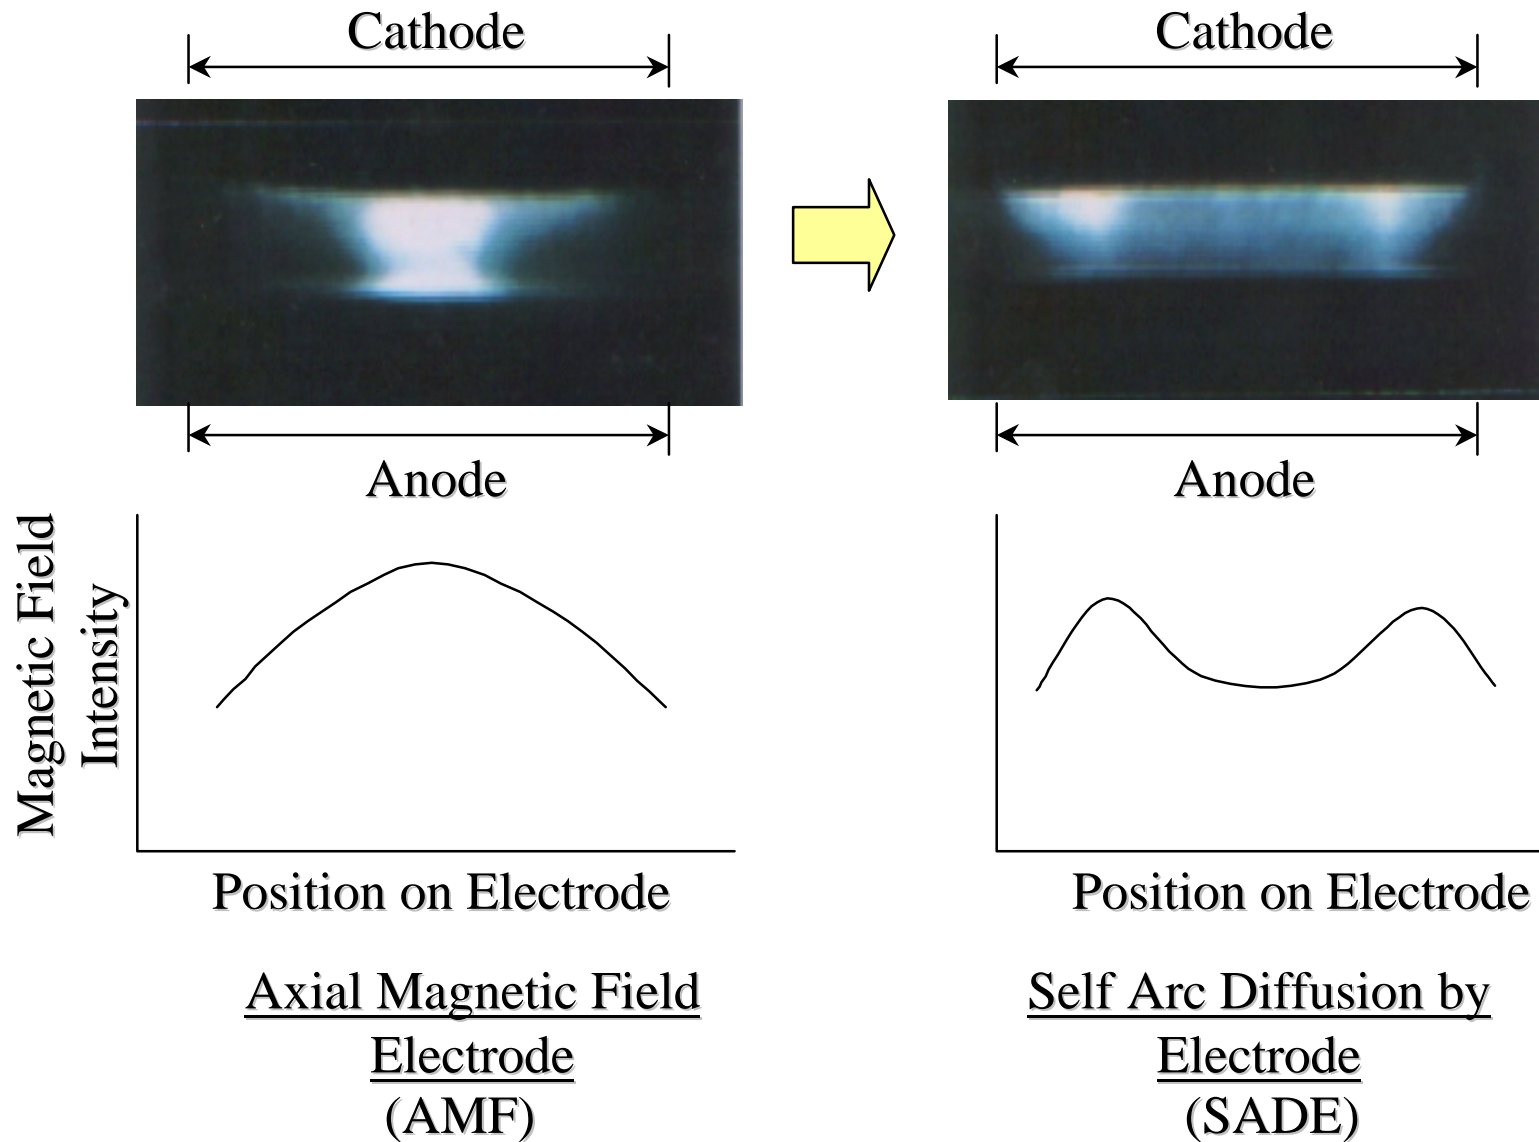 Cathode
Anode
Magnetic Field
Intensity
Position on Electrode
Axial Magnetic Field
Electrode
(AMF)
Cathode
Anode
Position on Electrode
Self Arc Diffusion by
Electrode
(SADE)